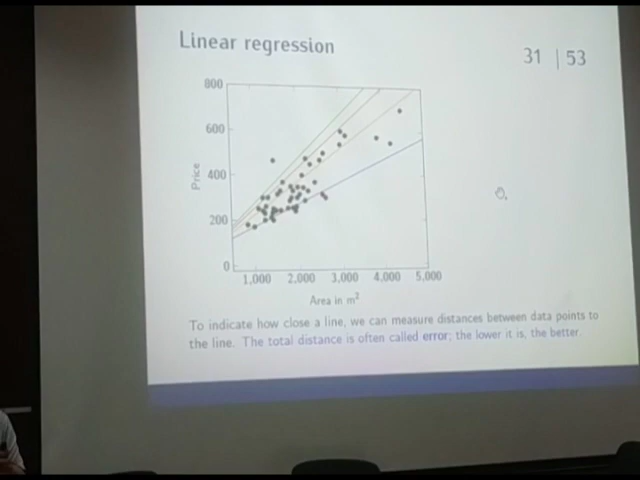 Linear regression
31 | 53
800
600
400
200
0
Price
1,000 2,000 3,000 4,000 5,000
Area in m²
To indicate how close a line, we can measure distances between data points to
the line. The total distance is often called error; the lower it is, the better.